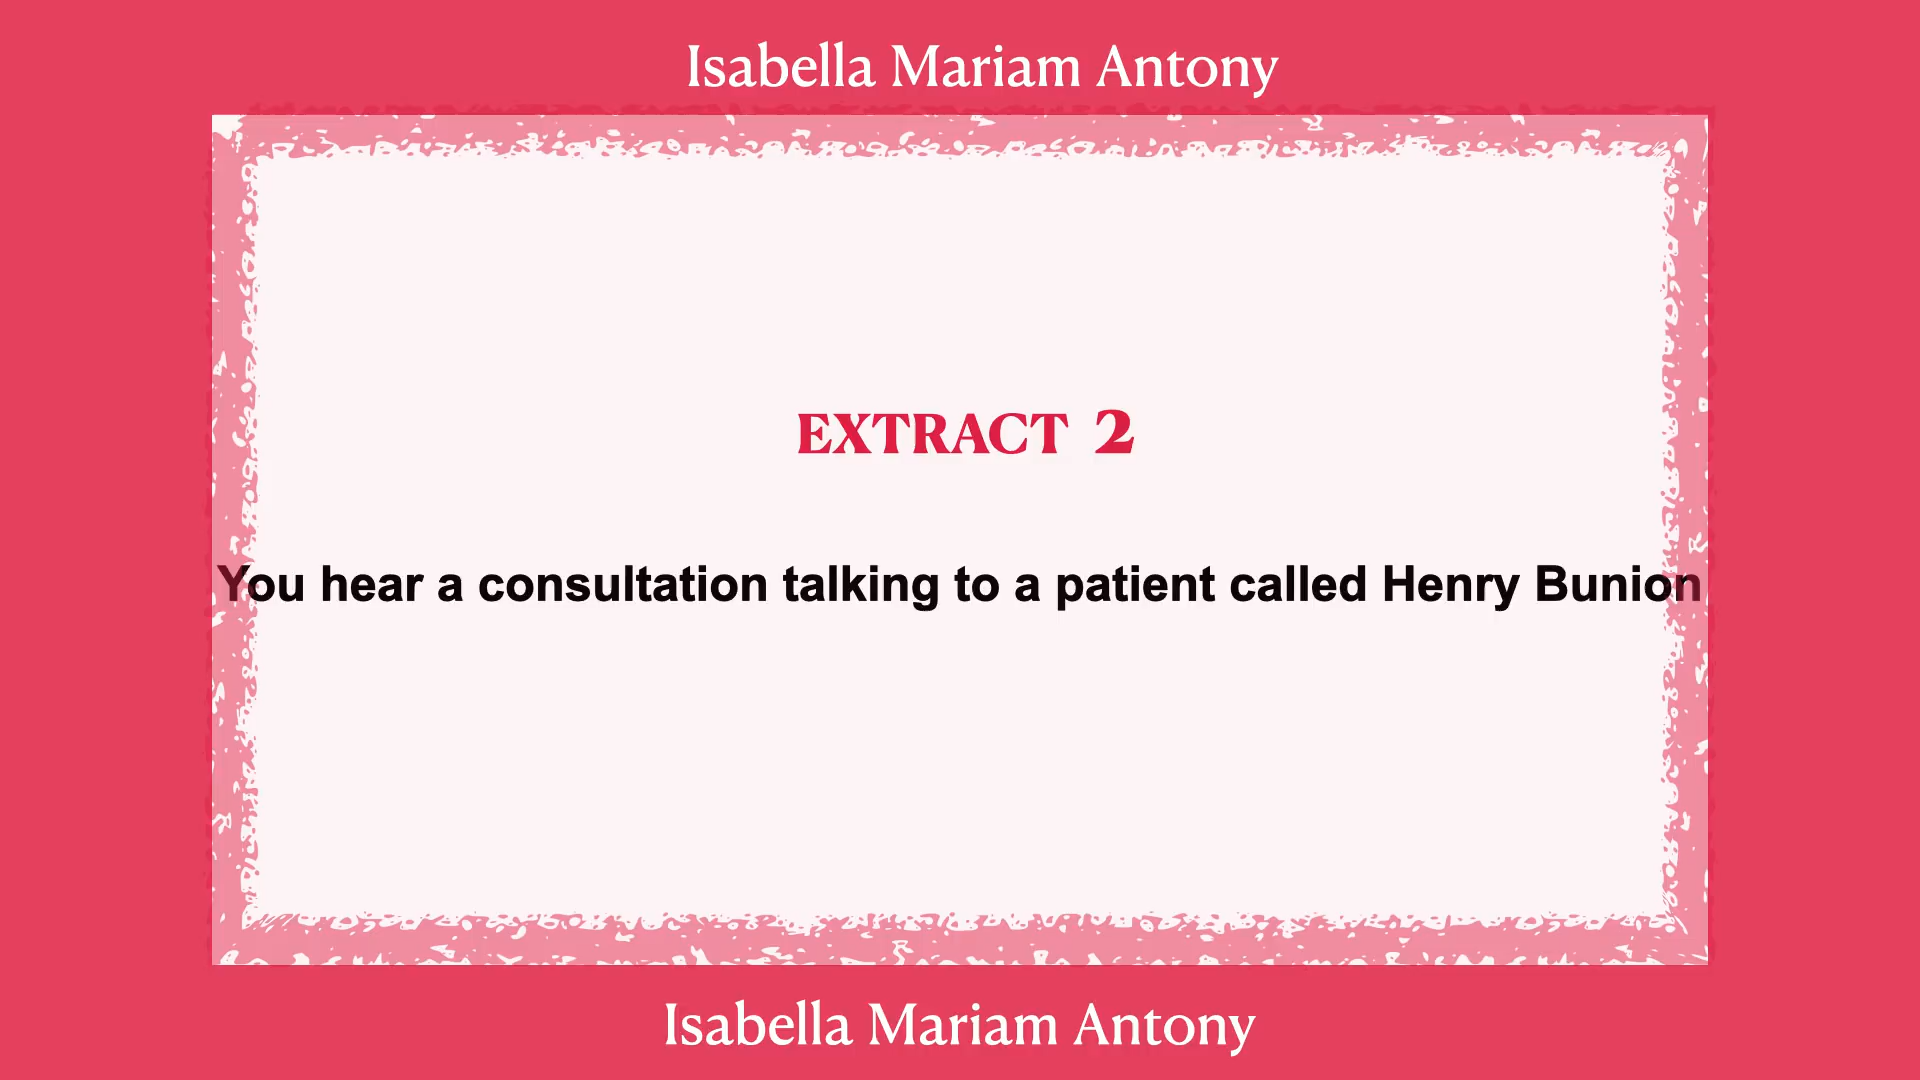 Isabella Mariam Antony
EXTRACT 2
You hear a consultation talking to a patient called Henry Bunion
Isabella Mariam Antony